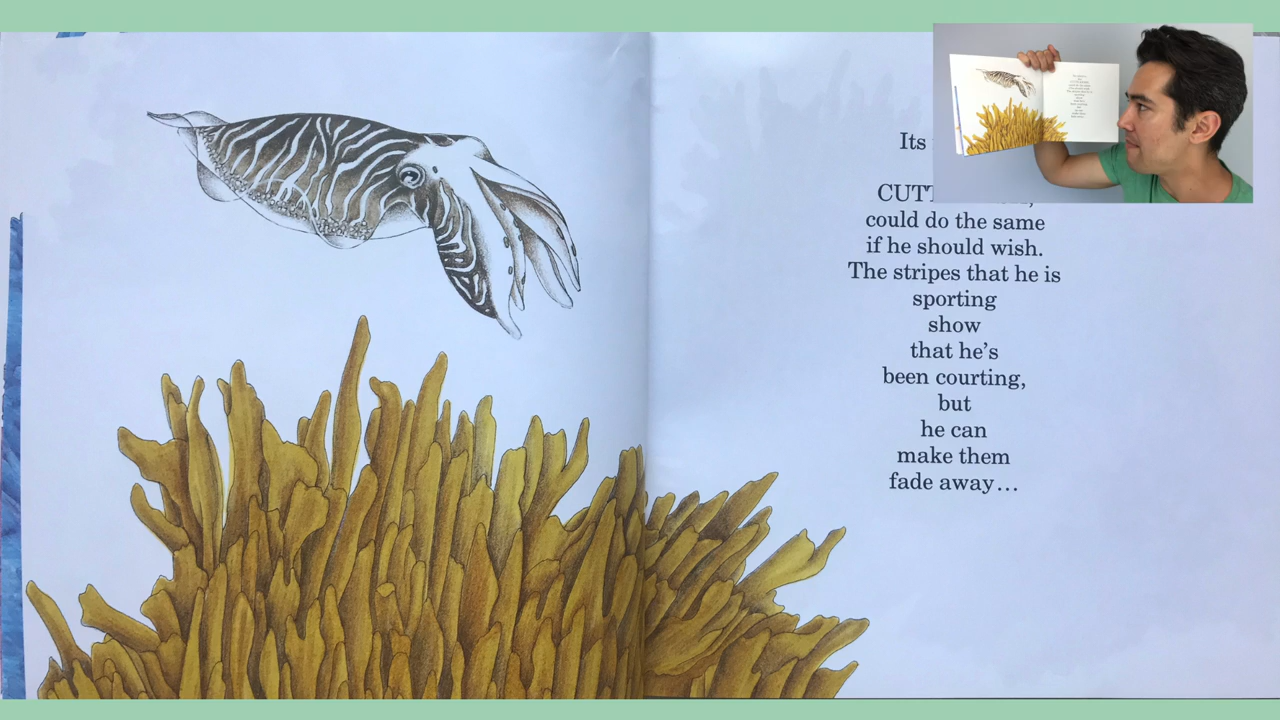 Its
could do the same
if he should wish.
The stripes that he is
sporting
show
that he's
been courting,
but
he can
make them
fade away...